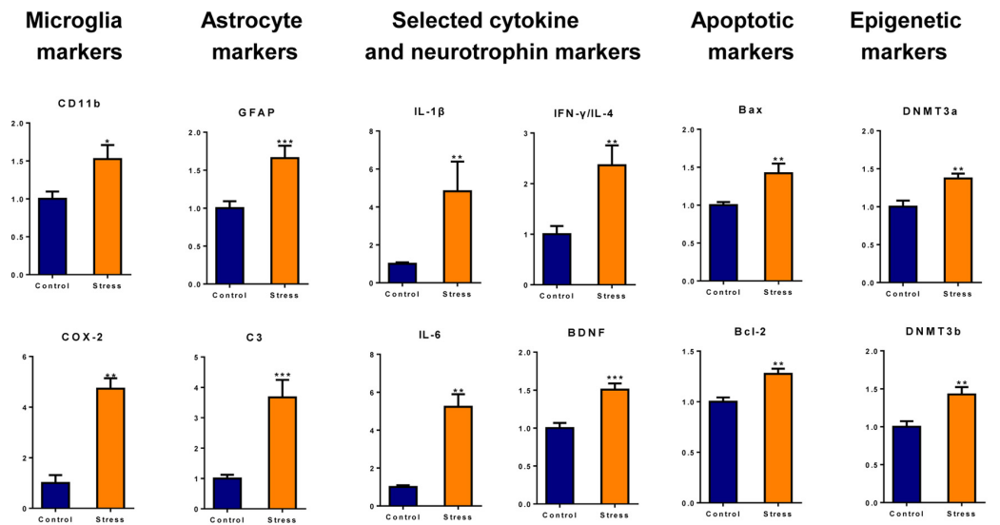 Microglia
markers
Astrocyte
markers
Selected cytokine
and neurotrophin markers
Apoptotic
markers
Epigenetic
markers
CD11b
2.0
1.5
1.0
0.5
0.0
*
Control
Stress
GFAP
2.0
1.5
1.0
0.5
0.0
***
Control
Stress
IL-1β
8
6
4
2
0
**
Control
Stress
IFN-γ/IL-4
3
2
1
0
**
Control
Stress
Bax
2.0
1.5
1.0
0.5
0.0
**
Control
Stress
DNMT3a
2.0
1.5
1.0
0.5
0.0
**
Control
Stress
COX-2
6
4
2
0
**
Control
Stress
C3
5
4
3
2
1
0
***
Control
Stress
IL-6
8
6
4
2
0
**
Control
Stress
BDNF
2.0
1.5
1.0
0.5
0.0
***
Control
Stress
Bcl-2
1.5
1.0
0.5
0.0
**
Control
Stress
DNMT3b
2.0
1.5
1.0
0.5
0.0
**
Control
Stress